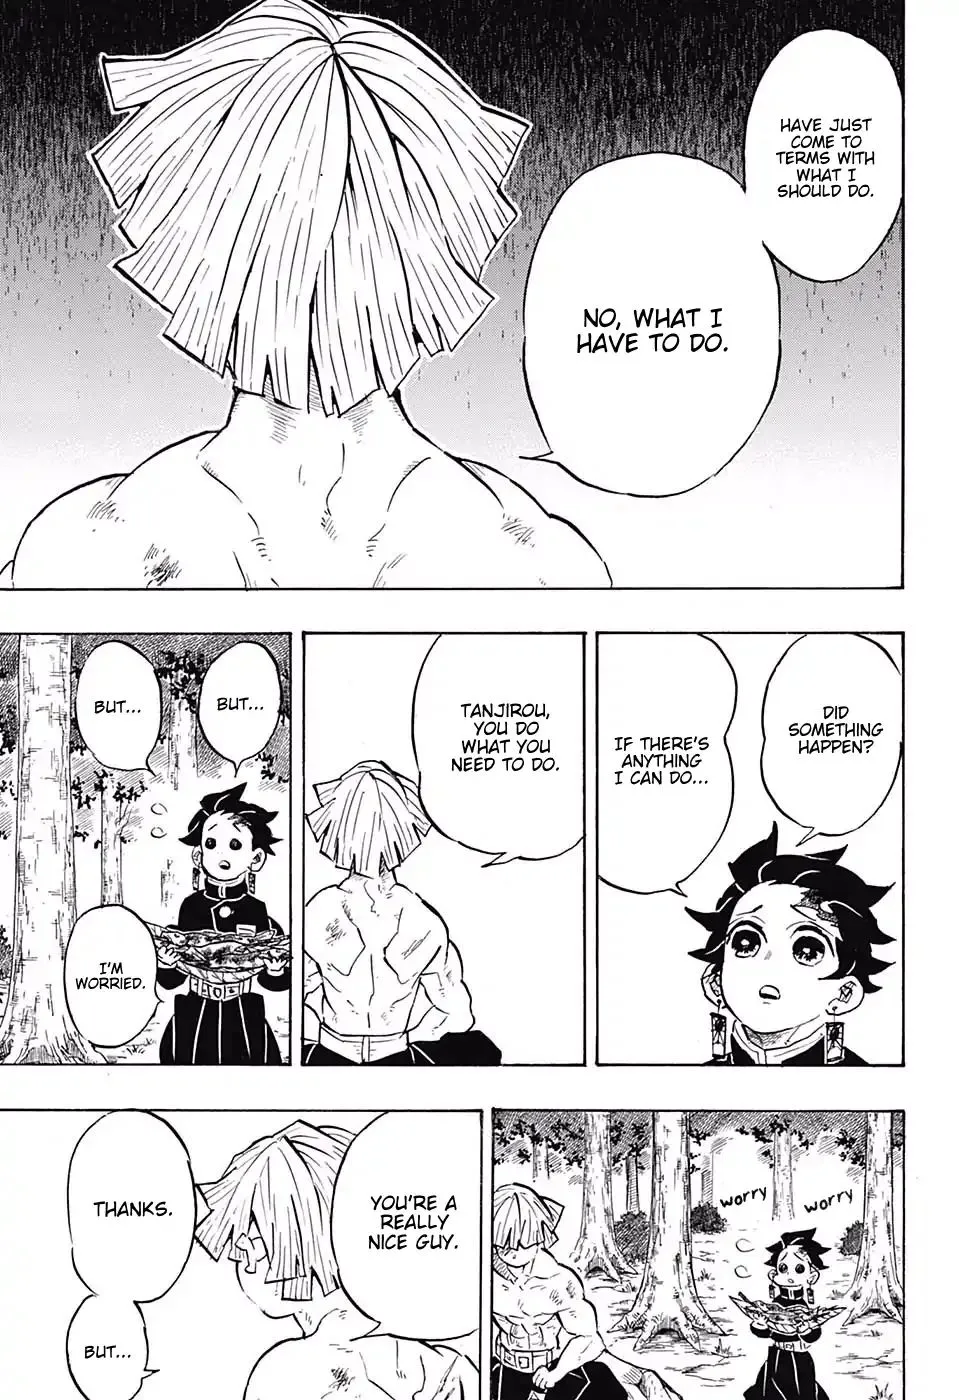 HAVE JUST
COME TO
TERMS WITH
WHAT I
SHOULD DO.
NO, WHAT I
HAVE TO DO.
DID
SOMETHING
HAPPEN?
IF THERE'S
ANYTHING
I CAN DO...
TANJIROU,
YOU DO
WHAT YOU
NEED TO DO.
BUT...
BUT...
I'M
WORRIED.
worry
worry
YOU'RE A
REALLY
NICE GUY.
THANKS.
BUT...